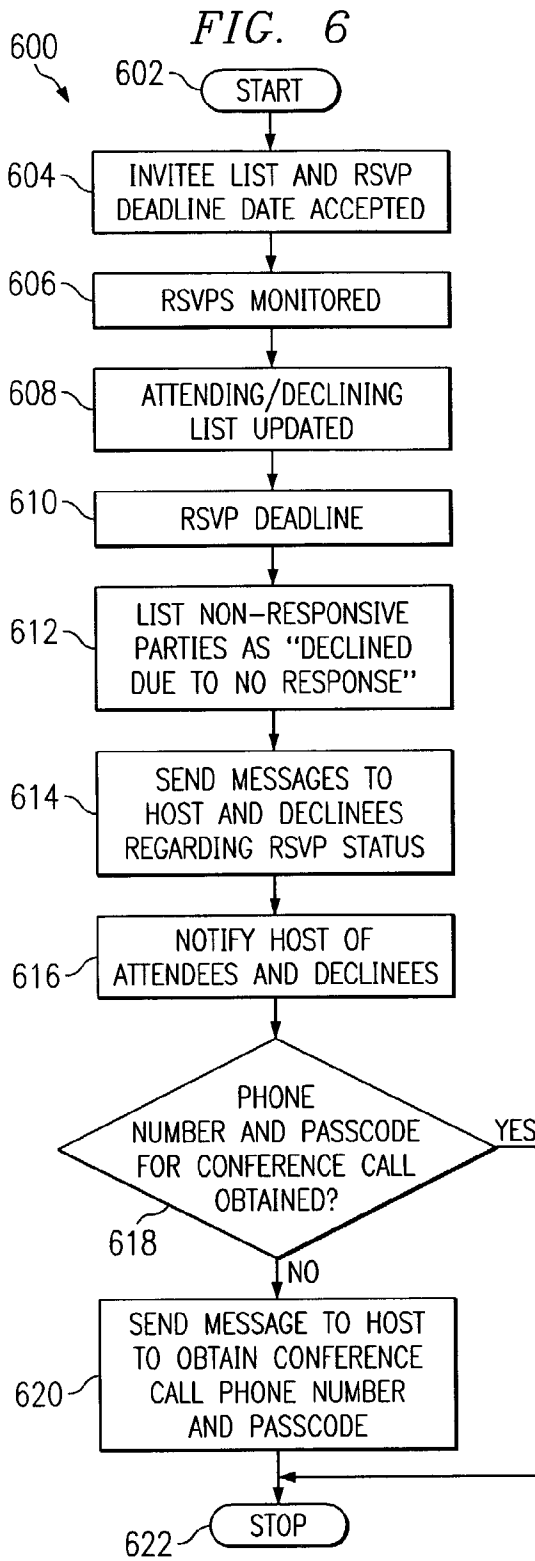 FIG. 6
600
602
START
604
INVITEE LIST AND RSVP
DEADLINE DATE ACCEPTED
606
RSVPS MONITORED
608
ATTENDING/DECLINING
LIST UPDATED
610
RSVP DEADLINE
612
LIST NON-RESPONSIVE
PARTIES AS "DECLINED
DUE TO NO RESPONSE"
614
SEND MESSAGES TO
HOST AND DECLINEES
REGARDING RSVP STATUS
616
NOTIFY HOST OF
ATTENDEES AND DECLINEES
PHONE
NUMBER AND PASSCODE
FOR CONFERENCE CALL
OBTAINED?
YES
618
NO
620
SEND MESSAGE TO HOST
TO OBTAIN CONFERENCE
CALL PHONE NUMBER
AND PASSCODE
622
STOP